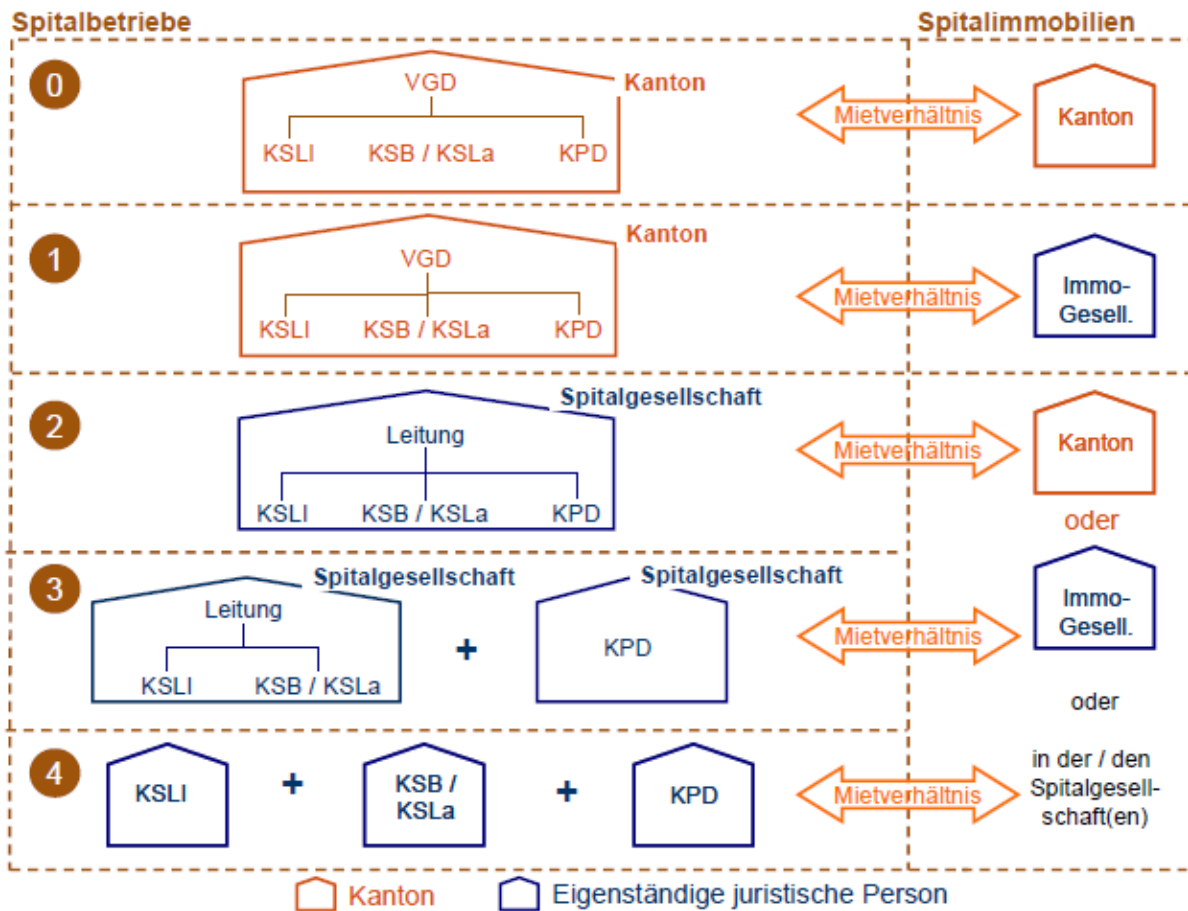 Spitalbetriebe
Spitalimmobilien
0
VGD
Kanton
KSLI KSB / KSLa KPD
Mietverhältnis
Kanton
1
VGD
Kanton
KSLI KSB / KSLa KPD
Mietverhältnis
Immo-
Gesell.
2
Spitalgesellschaft
Leitung
KSLI KSB / KSLa KPD
Mietverhältnis
Kanton
oder
3
Spitalgesellschaft
Leitung
KSLI KSB / KSLa
+
Spitalgesellschaft
KPD
Mietverhältnis
Immo-
Gesell.
oder
4
KSLI
+
KSB /
KSLa
+
KPD
Mietverhältnis
in der / den
Spitalgesell-
schaft(en)
Kanton
Eigenständige juristische Person